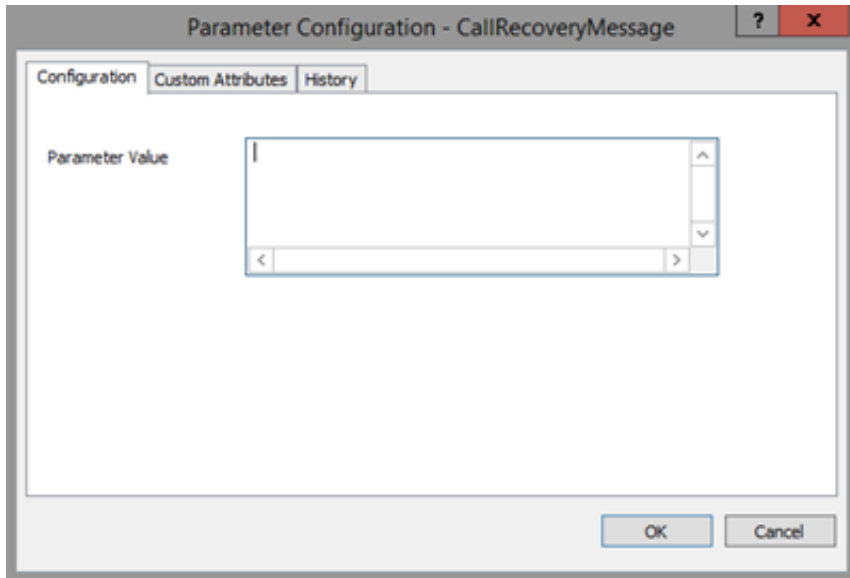 Parameter Configuration - CallRecoveryMessage
? x
Configuration Custom Attributes History
Parameter Value
OK Cancel